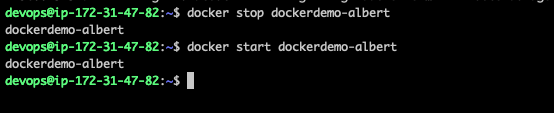 devops@ip-172-31-47-82:~$ docker stop dockerdemo-albert
dockerdemo-albert
devops@ip-172-31-47-82:~$ docker start dockerdemo-albert
dockerdemo-albert
devops@ip-172-31-47-82:~$